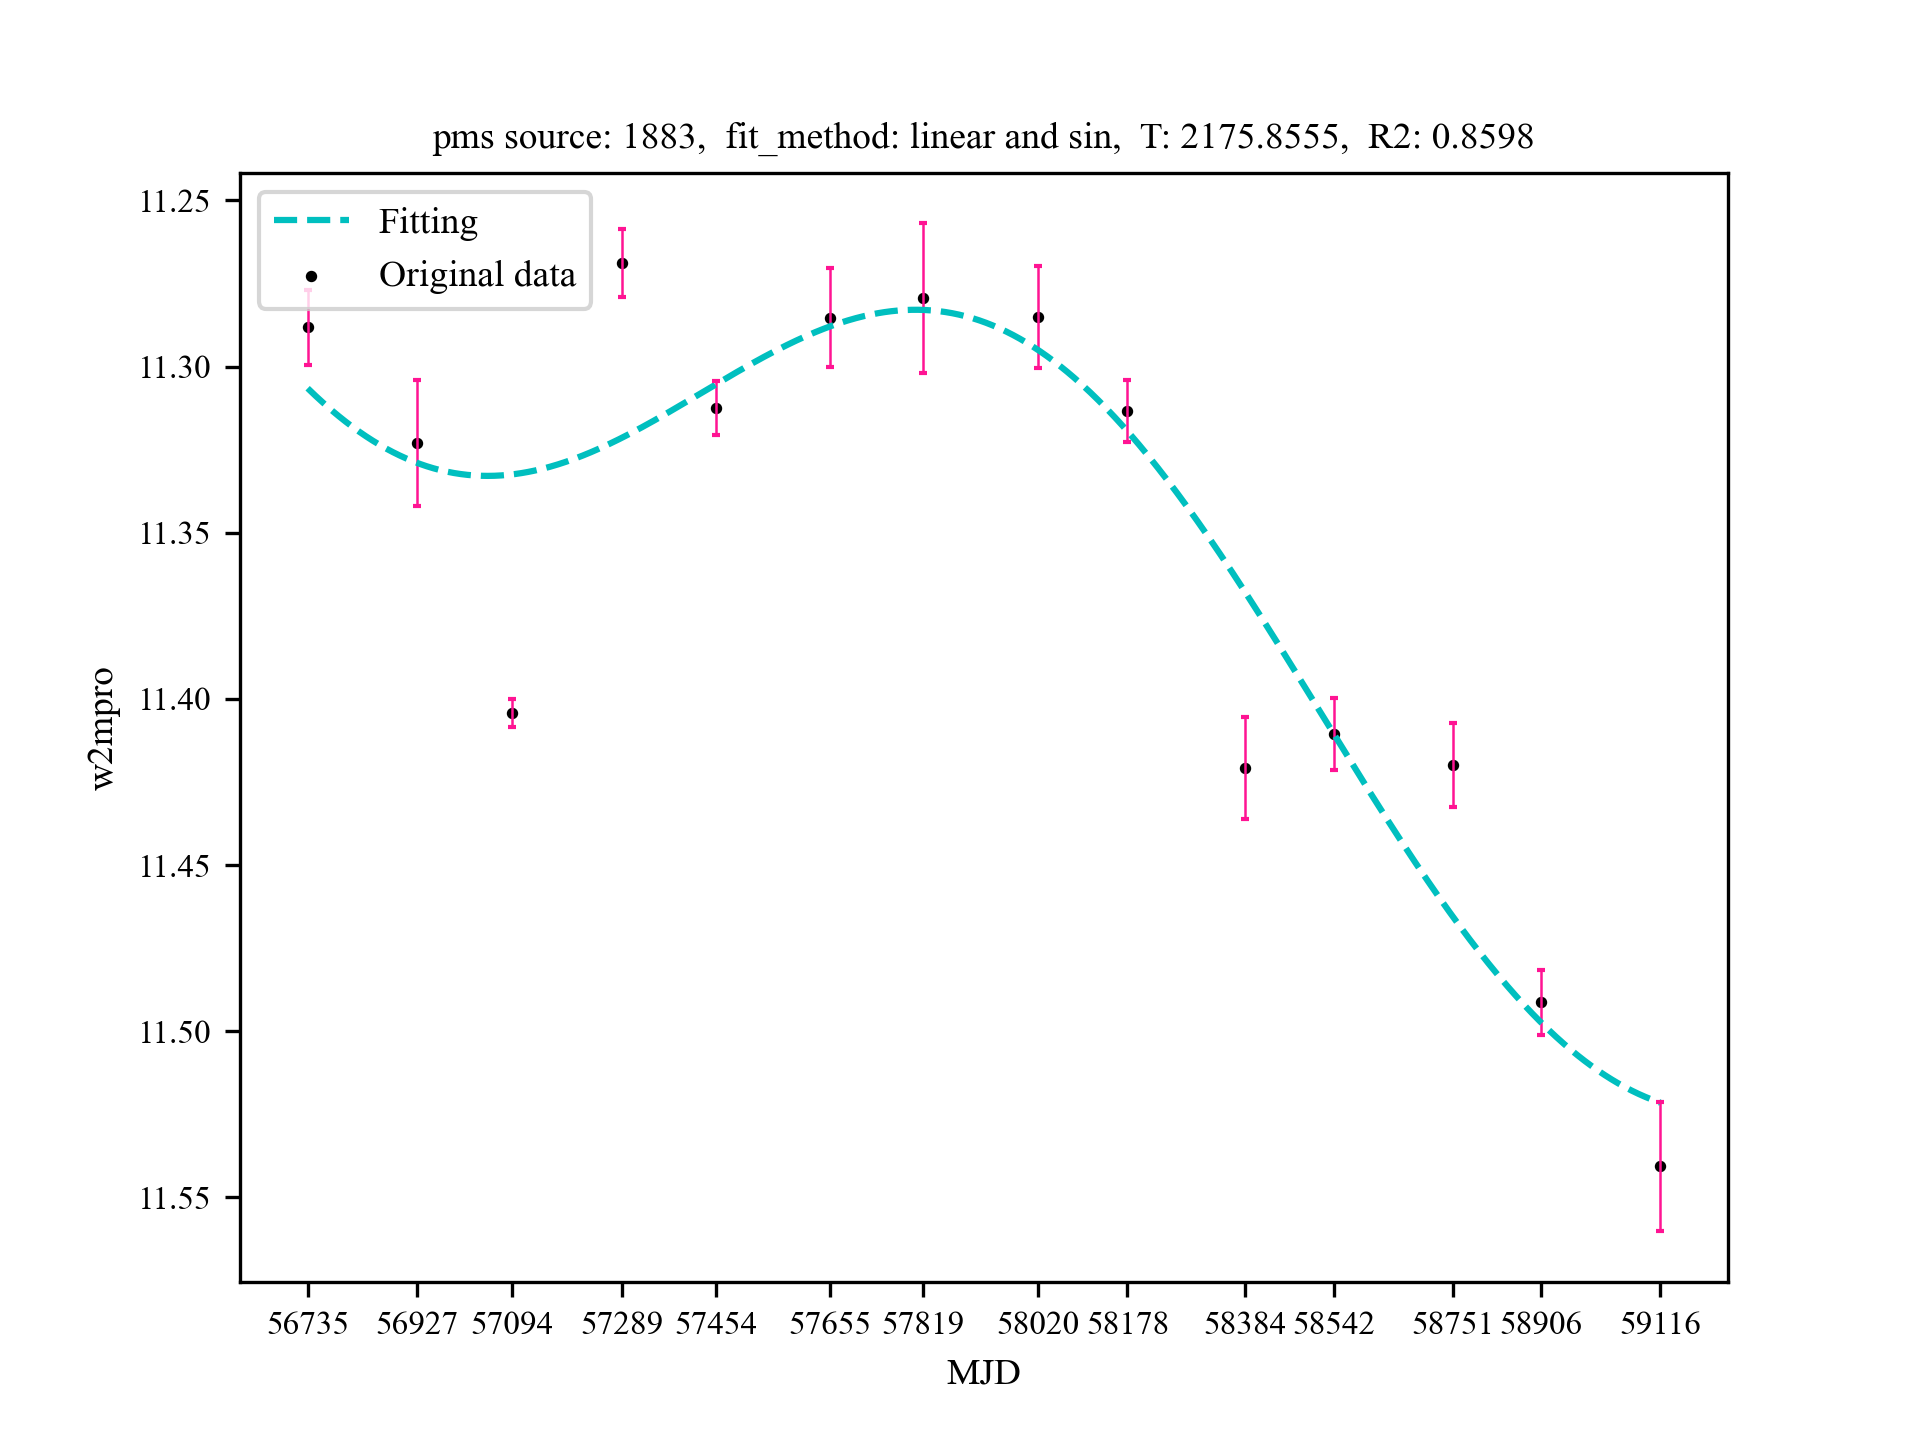 pms source: 1883,  fit_method: linear and sin,  T: 2175.8555,  R2: 0.8598
Fitting
Original data
11.25
11.30
11.35
11.40
11.45
11.50
11.55
w2mpro
56735 56927 57094 57289 57454 57655 57819 58020 58178 58384 58542 58751 58906 59116
MJD